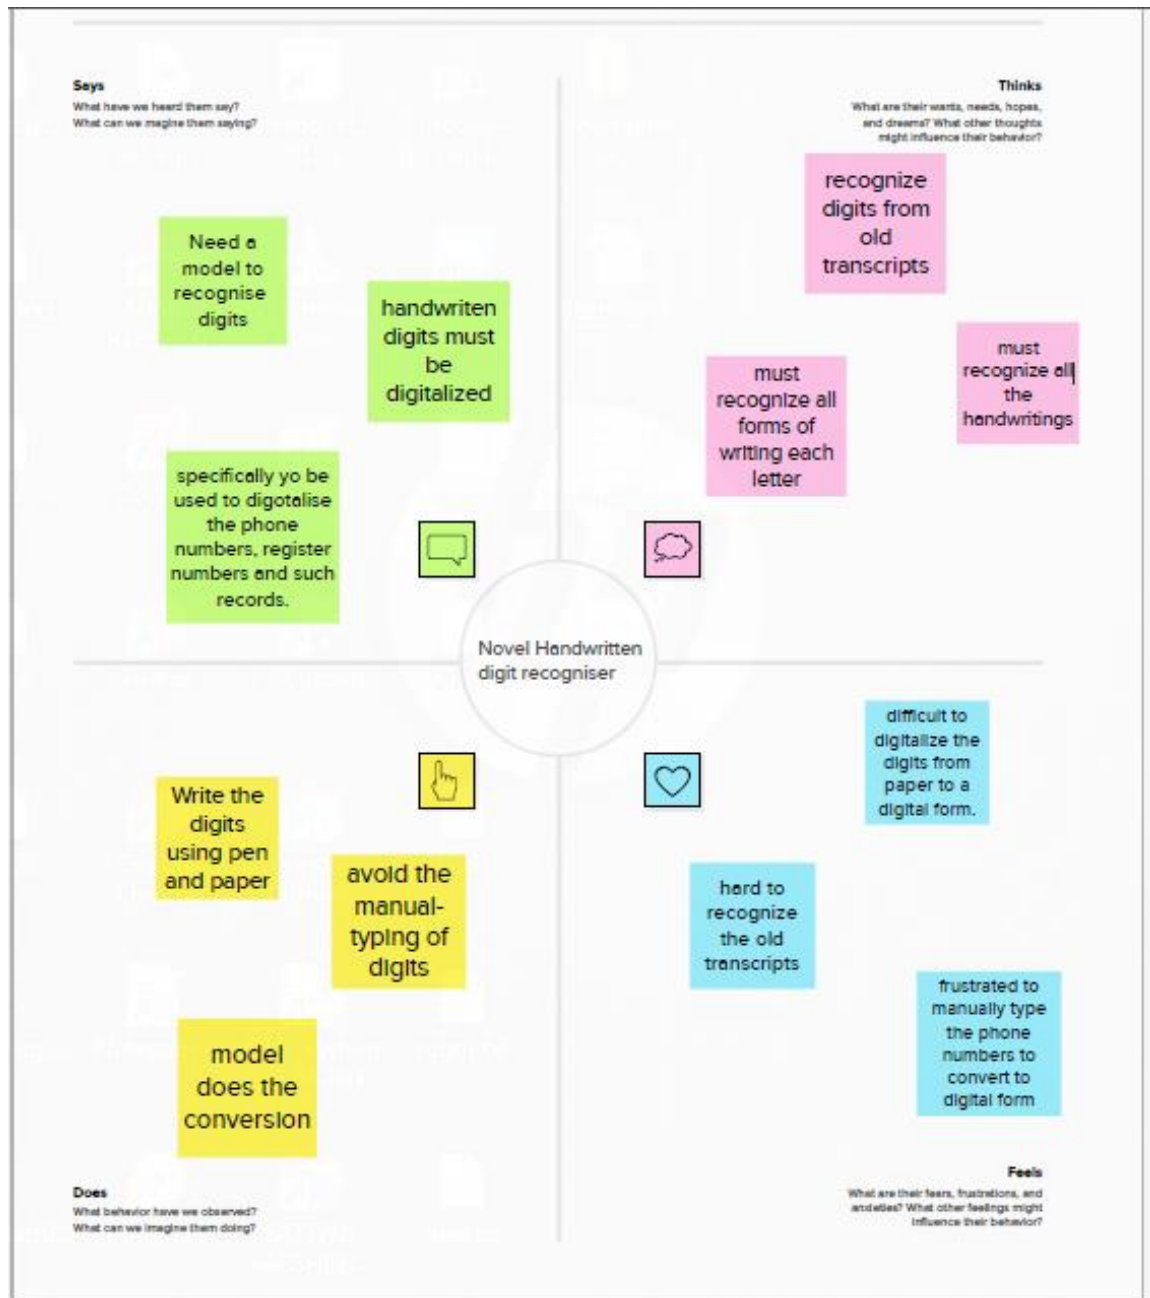 Says
What have we heard them say?
What can we magine them saying?
Thinks
What are their wants, needs, hopes,
and dreams? What other thoughts
might influence their behavior?
Need a
model to
recognise
digits
handwriten
digits must
be
digitalized
specifically yo be
used to digotalise
the phone
numbers, register
numbers and such
records.
recognize
digits from
old
transcripts
must
recognize all
forms of
writing each
letter
must
recognize all
the
handwritings
Novel Handwritten
digit recogniser
Write the
digits
using pen
and paper
avoid the
manual-
typing of
digits
model
does the
conversion
difficult to
digitalize the
digits from
paper to a
digital form.
hard to
recognize
the old
transcripts
frustrated to
manually type
the phone
numbers to
convert to
digital form
Does
What behavior have we observed?
What can we imagine them doing?
Feels
What are their fears, frustrations, and
anxieties? What other feelings might
influence their behavior?